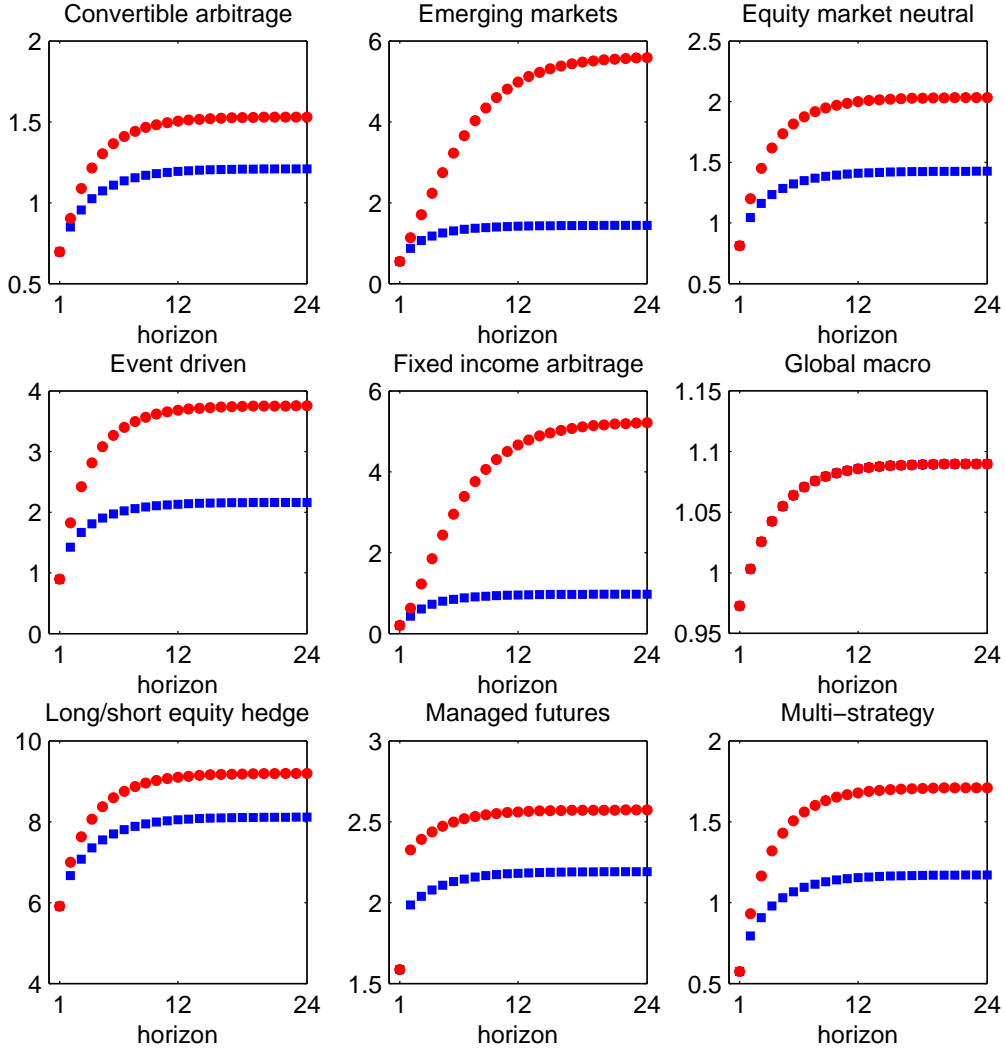 Convertible arbitrage
Emerging markets
Equity market neutral
2
1.5
1
0.5
6
4
2
0
2.5
2
1.5
1
0.5
1 12 24
1 12 24
1 12 24
horizon
horizon
horizon
Event driven
Fixed income arbitrage
Global macro
4
3
2
1
0
6
4
2
0
1.15
1.1
1.05
1
0.95
1 12 24
1 12 24
1 12 24
horizon
horizon
horizon
Long/short equity hedge
Managed futures
Multi−strategy
10
8
6
4
3
2.5
2
1.5
2
1.5
1
0.5
1 12 24
1 12 24
1 12 24
horizon
horizon
horizon